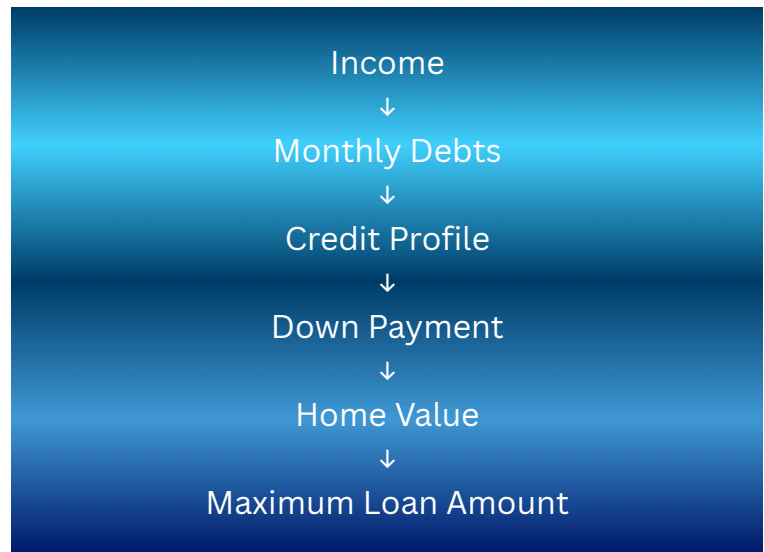 Income
↓
Monthly Debts
↓
Credit Profile
↓
Down Payment
↓
Home Value
↓
Maximum Loan Amount